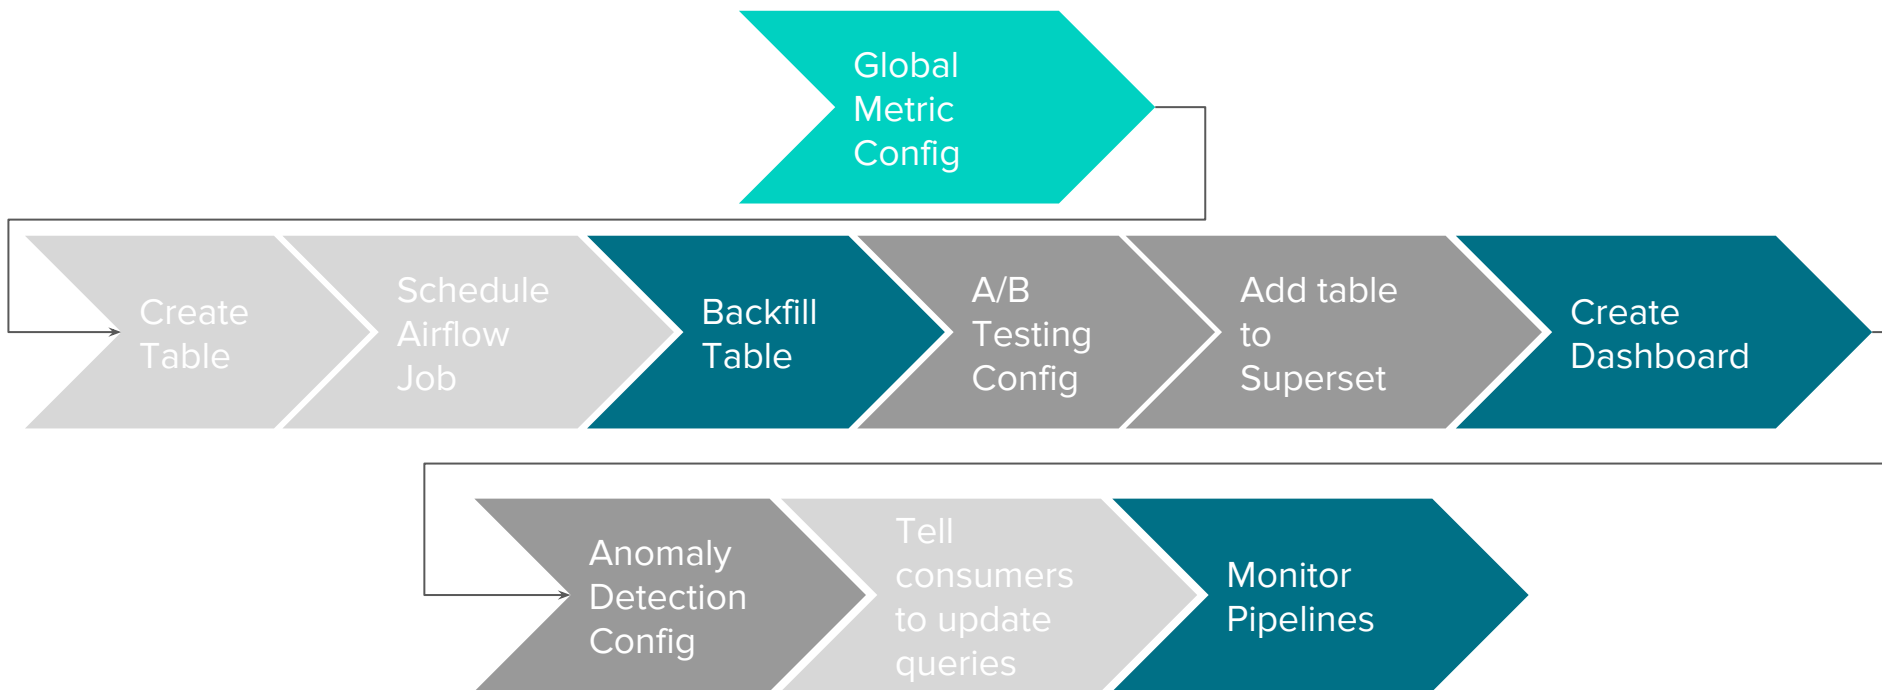 Global
Metric
Config
Create
Table
Schedule
Airflow
Job
Backfill
Table
A/B
Testing
Config
Add table
to
Superset
Create
Dashboard
Anomaly
Detection
Config
Tell
consumers
to update
queries
Monitor
Pipelines